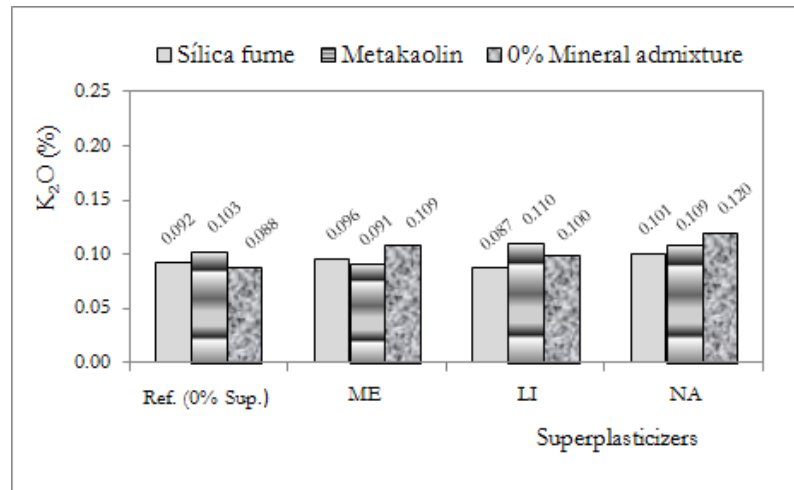 Sílica fume Metakaolin 0% Mineral admixture
K₂O (%)
0.25
0.20
0.15
0.10
0.05
0.00
0.092 0.103 0.088 0.096 0.091 0.109 0.087 0.110 0.100 0.101 0.109 0.120
Ref. (0% Sup.) ME LI NA
Superplasticizers